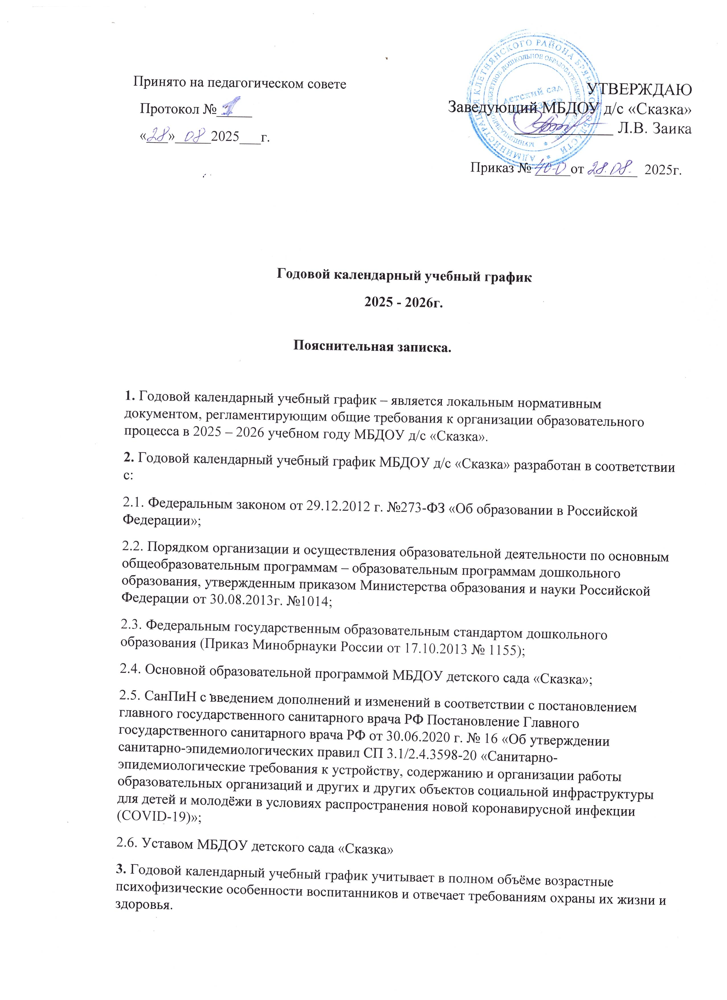 Принято на педагогическом совете
Протокол № 1
«28» 08 2025 г.
АДМИНИСТРАЦИЯ КЛЕТНЯНСКОГО РАЙОНА БРЯНСКОЙ ОБЛАСТИ
МУНИЦИПАЛЬНОЕ БЮДЖЕТНОЕ ДОШКОЛЬНОЕ ОБРАЗОВАТЕЛЬНОЕ
детский сад
УТВЕРЖДАЮ
Заведующий МБДОУ д/с «Сказка»
Л.В. Заика
Приказ № 40-О от 28.08. 2025г.
Годовой календарный учебный график
2025 - 2026г.
Пояснительная записка.
1. Годовой календарный учебный график – является локальным нормативным
документом, регламентирующим общие требования к организации образовательного
процесса в 2025 – 2026 учебном году МБДОУ д/с «Сказка».
2. Годовой календарный учебный график МБДОУ д/с «Сказка» разработан в соответствии
с:
2.1. Федеральным законом от 29.12.2012 г. №273-ФЗ «Об образовании в Российской
Федерации»;
2.2. Порядком организации и осуществления образовательной деятельности по основным
общеобразовательным программам – образовательным программам дошкольного
образования, утвержденным приказом Министерства образования и науки Российской
Федерации от 30.08.2013г. №1014;
2.3. Федеральным государственным образовательным стандартом дошкольного
образования (Приказ Минобрнауки России от 17.10.2013 № 1155);
2.4. Основной образовательной программой МБДОУ детского сада «Сказка»;
2.5. СанПиН с введением дополнений и изменений в соответствии с постановлением
главного государственного санитарного врача РФ Постановление Главного
государственного санитарного врача РФ от 30.06.2020 г. № 16 «Об утверждении
санитарно-эпидемиологических правил СП 3.1/2.4.3598-20 «Санитарно-
эпидемиологические требования к устройству, содержанию и организации работы
образовательных организаций и других и других объектов социальной инфраструктуры
для детей и молодёжи в условиях распространения новой коронавирусной инфекции
(COVID-19)»;
2.6. Уставом МБДОУ детского сада «Сказка»
3. Годовой календарный учебный график учитывает в полном объёме возрастные
психофизические особенности воспитанников и отвечает требованиям охраны их жизни и
здоровья.